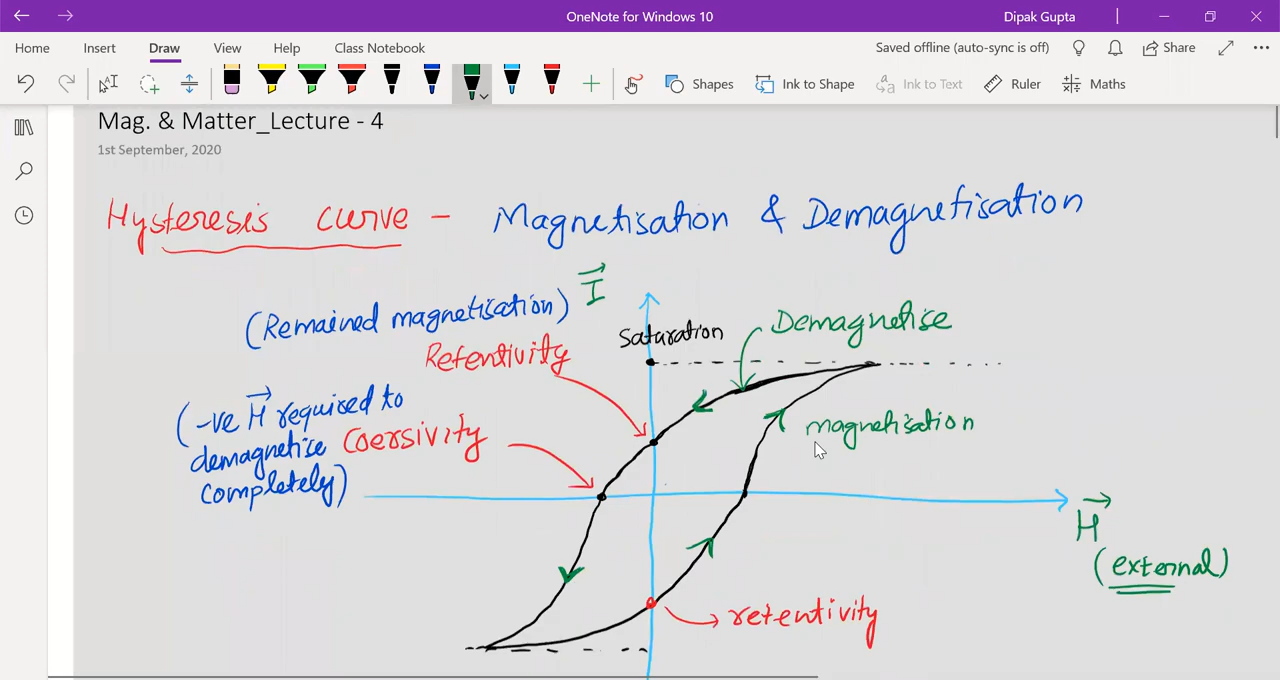 OneNote for Windows 10
Dipak Gupta
Home Insert Draw View Help Class Notebook
Saved offline (auto-sync is off) Share
Shapes Ink to Shape Ink to Text Ruler Maths
Mag. & Matter_Lecture - 4
1st September, 2020
Hysteresis curve - Magnetisation & Demagnetisation
I
(Remained magnetisation)
Saturation
Demagnetise
Retentivity
(-ve H required to
demagnetise
completely)
Coersivity
magnetisation
H
(external)
retentivity